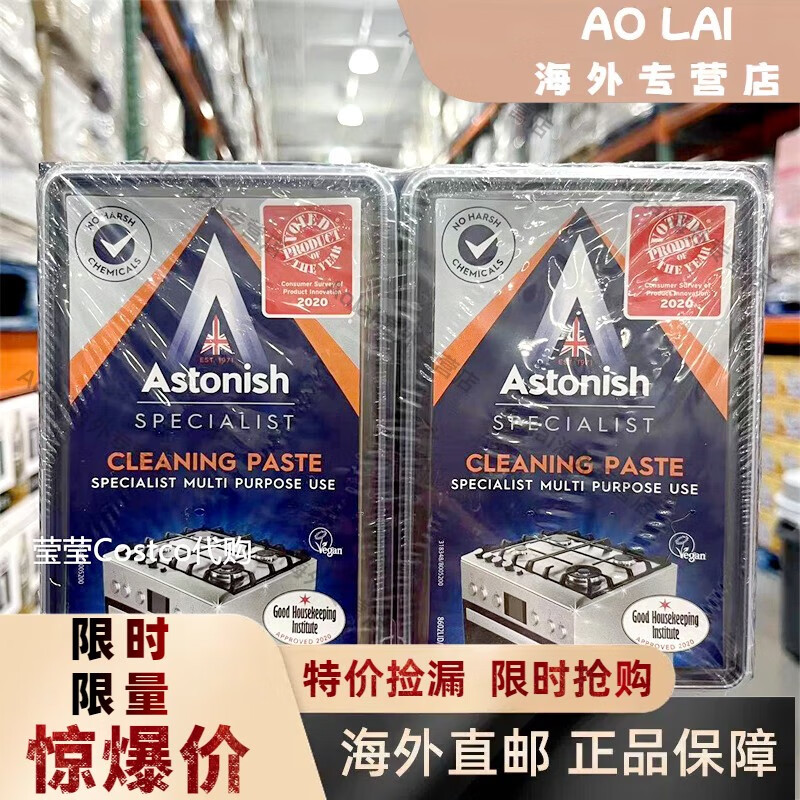 AO LAI
海外专营店
NO HARSH
CHEMICALS
VOTED
PRODUCT
OF THE YEAR
Consumer Survey of
Product Innovation
2020
EST. 1971
Astonish
SPECIALIST
CLEANING PASTE
SPECIALIST MULTI PURPOSE USE
Vegan
Good Housekeeping
Institute
APPROVED 2020
NO HARSH
CHEMICALS
VOTED
PRODUCT
OF THE YEAR
Consumer Survey of
Product Innovation
2020
Astonish
SPECIALIST
CLEANING PASTE
SPECIALIST MULTI PURPOSE USE
318348/8005200
Vegan
Good Housekeeping
Institute
APPROVED 2020
莹莹Costco代购
限时
限量
惊爆价
特价捡漏 限时抢购
海外直邮 正品保障